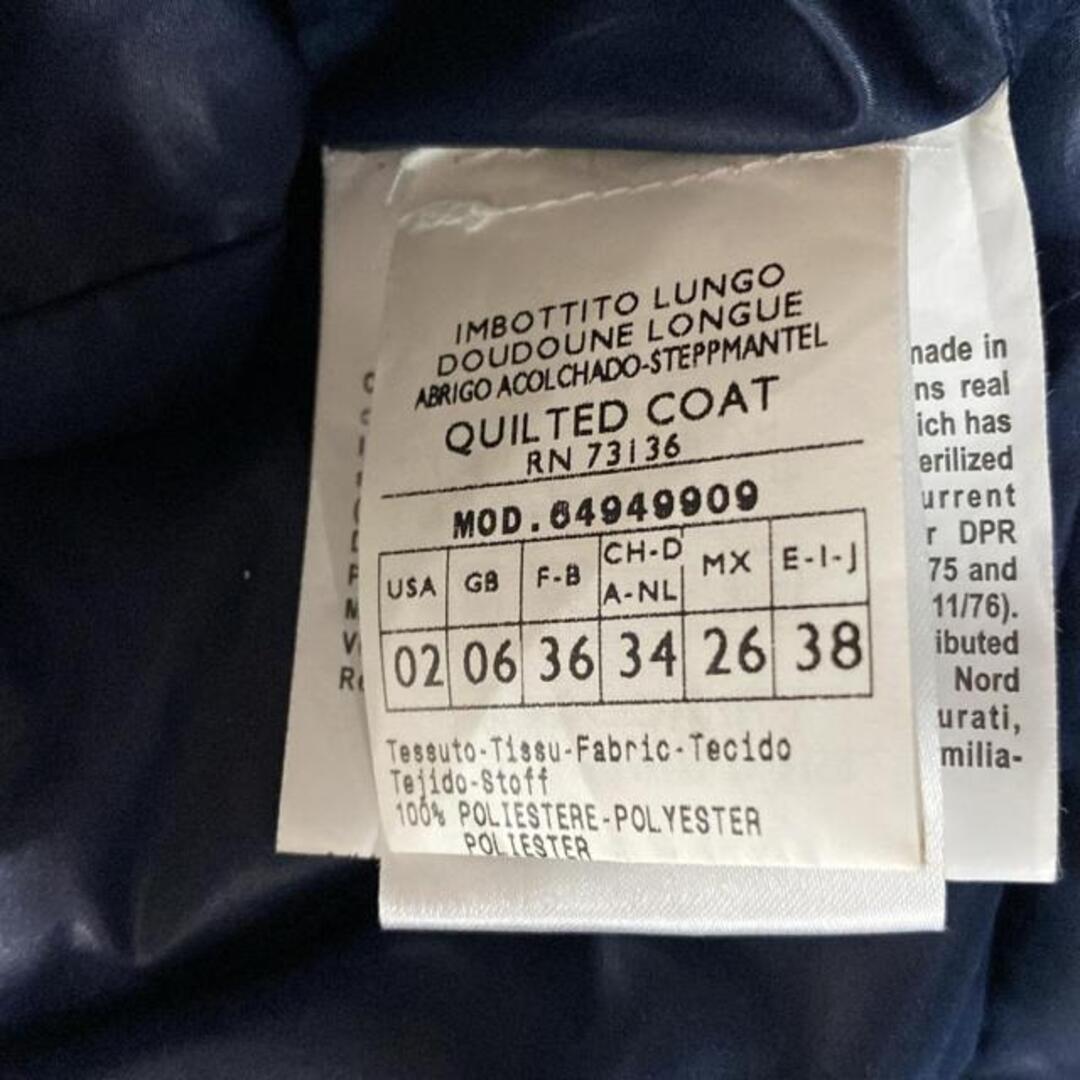 IMBOTTITO LUNGO
DOUDOUNE LONGUE
ABRIGO ACOLCHADO-STEPPMANTEL
QUILTED COAT
RN 73136
MOD.64949909
USA GB F-B CH-D A-NL MX E-I-J
02 06 36 34 26 38
Tessuto-Tissu-Fabric-Tecido
Tejido-Stoff
100% POLIESTERE-POLYESTER
POLIESTER
made in
ns real
ich has
erilized
urrent
r DPR
75 and
11/76).
ibuted
Nord
urati,
milia-